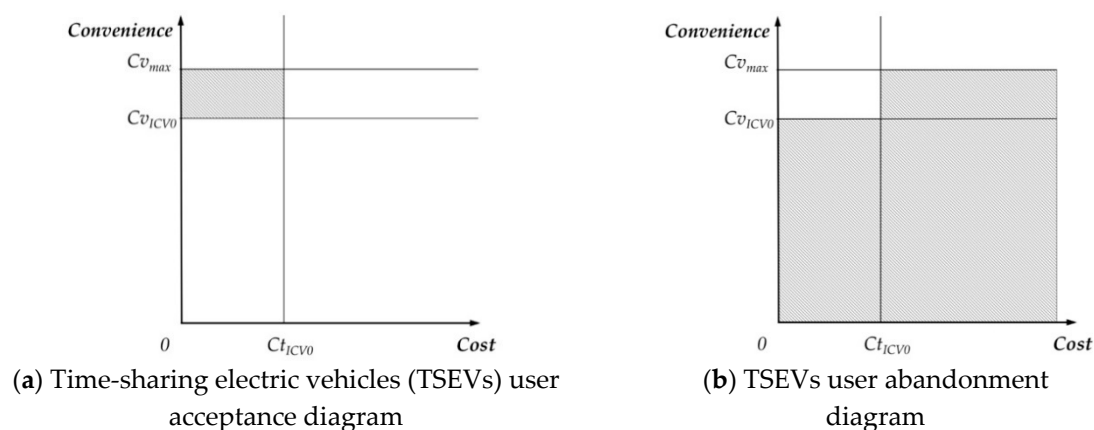 Convenience
Cv_max
Cv_ICV0
0
Ct_ICV0
Cost
(a) Time-sharing electric vehicles (TSEVs) user
acceptance diagram
Convenience
Cv_max
Cv_ICV0
0
Ct_ICV0
Cost
(b) TSEVs user abandonment
diagram